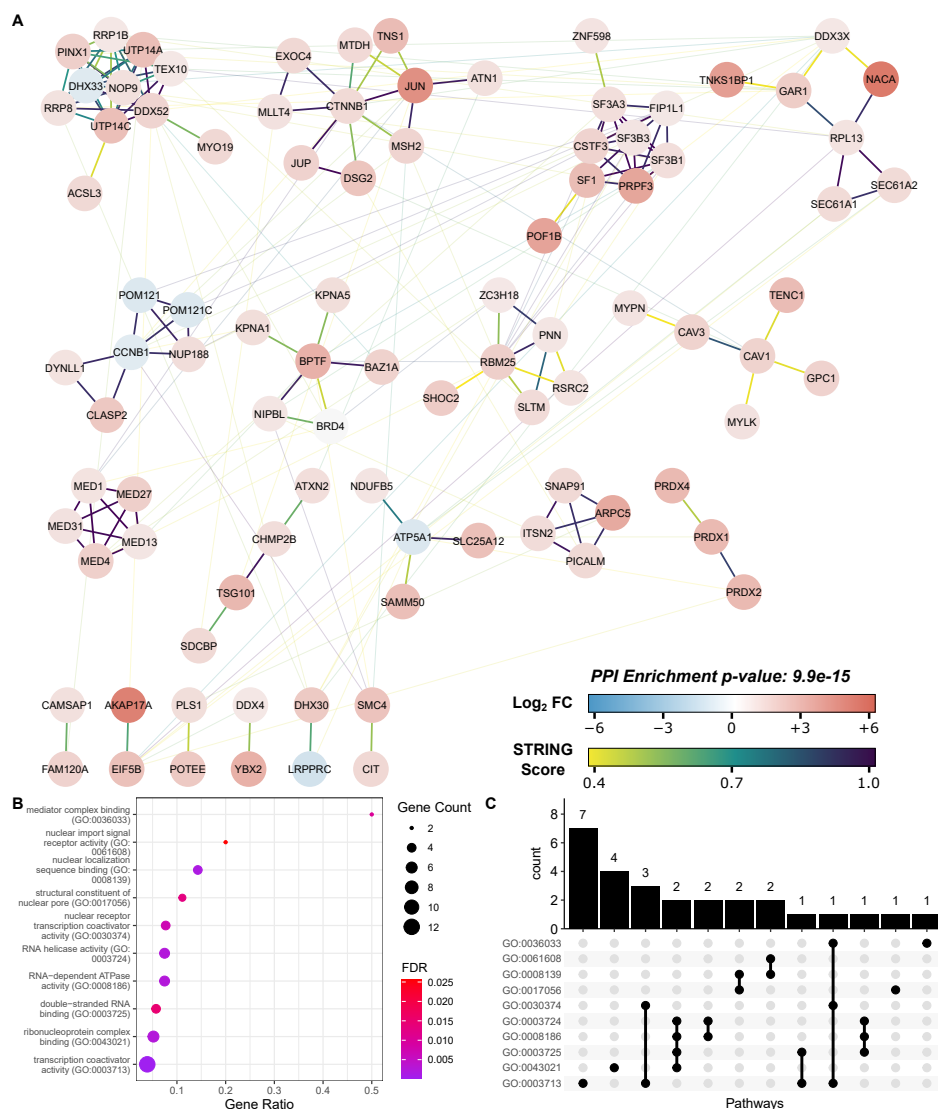 A
RRP1B
PINX1
UTP14A
TEX10
DHX33
NOP9
RRP8
DDX52
UTP14C
MYO19
ACSL3
MTDH
TNS1
EXOC4
JUN
ATN1
MLLT4
CTNNB1
MSH2
JUP
DSG2
ZNF598
SF3A3
FIP1L1
SF3B3
CSTF3
SF3B1
SF1
PRPF3
POF1B
DDX3X
TNKS1BP1
NACA
GAR1
RPL13
SEC61A2
SEC61A1
POM121
POM121C
CCNB1
NUP188
DYNLL1
CLASP2
KPNA5
KPNA1
BPTF
BAZ1A
NIPBL
BRD4
ZC3H18
PNN
RBM25
RSRC2
SHOC2
SLTM
TENC1
MYPN
CAV3
CAV1
GPC1
MYLK
MED1
MED27
MED31
MED13
MED4
ATXN2
CHMP2B
TSG101
SDCBP
NDUFB5
ATP5A1
SLC25A12
SAMM50
SNAP91
ARPC5
ITSN2
PICALM
PRDX4
PRDX1
PRDX2
CAMSAP1
AKAP17A
PLS1
DDX4
DHX30
SMC4
FAM120A
EIF5B
POTEE
YBX2
LRPPRC
CIT
PPI Enrichment p-value: 9.9e-15
Log2 FC
−6 −3 0 +3 +6
STRING
Score
0.4 0.7 1.0
B
mediator complex binding
(GO:0036033)
nuclear import signal
receptor activity (GO:
0061608)
nuclear localization
sequence binding (GO:
0008139)
structural constituent of
nuclear pore (GO:0017056)
nuclear receptor
transcription coactivator
activity (GO:0030374)
RNA helicase activity (GO:
0003724)
RNA-dependent ATPase
activity (GO:0008186)
double-stranded RNA
binding (GO:0003725)
ribonucleoprotein complex
binding (GO:0043021)
transcription coactivator
activity (GO:0003713)
0.1 0.2 0.3 0.4 0.5
Gene Ratio
Gene Count
2
4
6
8
10
12
FDR
0.025
0.020
0.015
0.010
0.005
C
count
8
6
4
2
0
7 4 3 2 2 2 2 1 1 1 1 1
GO:0036033
GO:0061608
GO:0008139
GO:0017056
GO:0030374
GO:0003724
GO:0008186
GO:0003725
GO:0043021
GO:0003713
Pathways